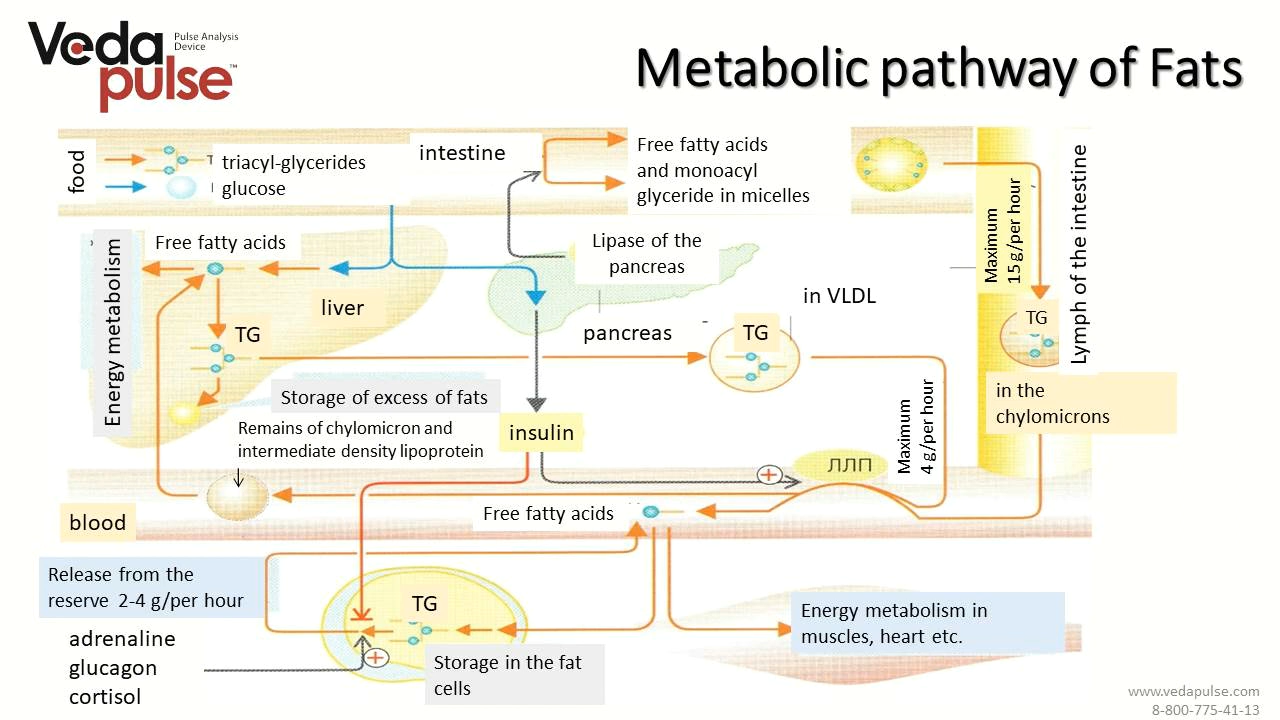 Veda
pulse™
Pulse Analysis
Device
Metabolic pathway of Fats
food
triacyl-glycerides
glucose
intestine
Free fatty acids
and monoacyl
glyceride in micelles
Maximum
15 g/per hour
Lymph of the intestine
Energy metabolism
Free fatty acids
liver
TG
Lipase of the
pancreas
pancreas
in VLDL
TG
TG
in the
chylomicrons
Storage of excess of fats
Remains of chylomicron and
intermediate density lipoprotein
insulin
Maximum
4 g/per hour
ЛЛП
+
blood
Free fatty acids
Release from the
reserve 2-4 g/per hour
TG
Energy metabolism in
muscles, heart etc.
adrenaline
glucagon
cortisol
+
Storage in the fat
cells
www.vedapulse.com
8-800-775-41-13